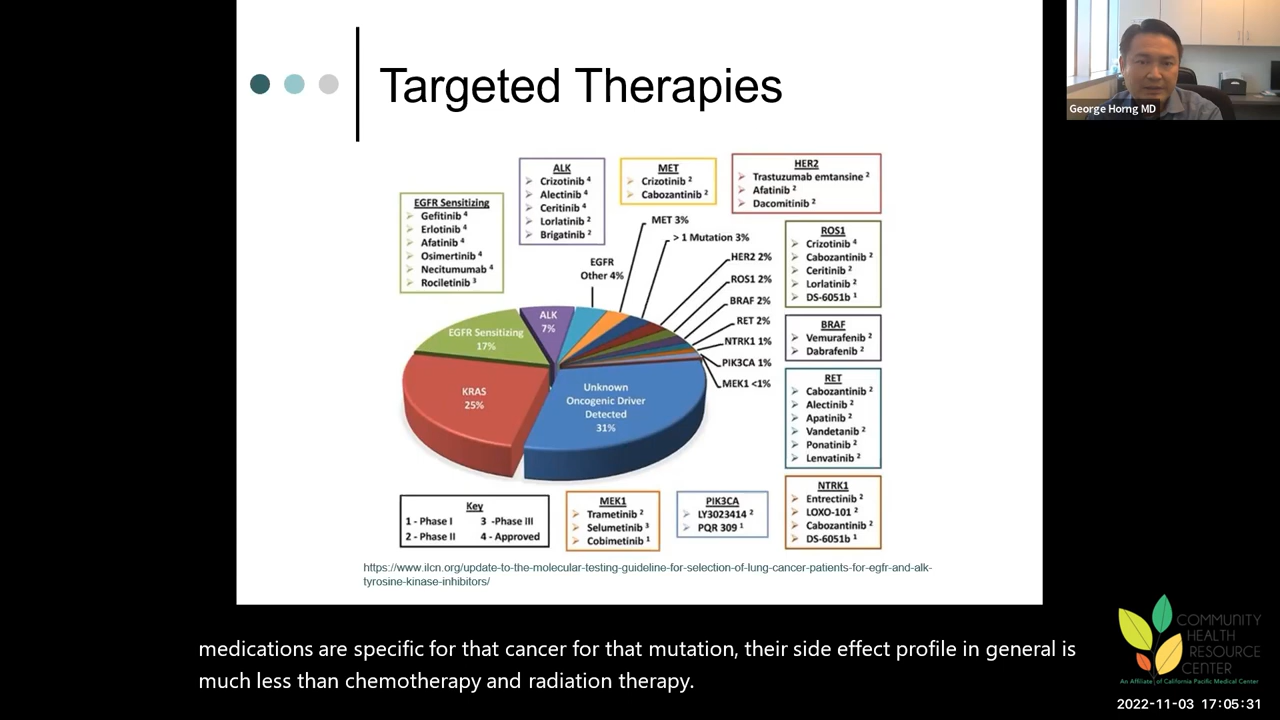 Targeted Therapies
George Horng MD
ALK
➢ Crizotinib 4
➢ Alectinib 4
➢ Ceritinib 4
➢ Lorlatinib 2
➢ Brigatinib 2
MET
➢ Crizotinib 2
➢ Cabozantinib 2
HER2
➢ Trastuzumab emtansine 2
➢ Afatinib 2
➢ Dacomitinib 2
EGFR Sensitizing
➢ Gefitinib 4
➢ Erlotinib 4
➢ Afatinib 4
➢ Osimertinib 4
➢ Necitumumab 4
➢ Rociletinib 3
ROS1
➢ Crizotinib 4
➢ Cabozantinib 2
➢ Ceritinib 2
➢ Lorlatinib 2
➢ DS-6051b 1
MET 3%
> 1 Mutation 3%
HER2 2%
EGFR
Other 4%
ROS1 2%
BRAF 2%
RET 2%
NTRK1 1%
PIK3CA 1%
MEK1 <1%
ALK
7%
EGFR Sensitizing
17%
KRAS
25%
Unknown
Oncogenic Driver
Detected
31%
BRAF
➢ Vemurafenib 2
➢ Dabrafenib 2
RET
➢ Cabozantinib 2
➢ Alectinib 2
➢ Apatinib 2
➢ Vandetanib 2
➢ Ponatinib 2
➢ Lenvatinib 2
Key
1 - Phase I 3 -Phase III
2 - Phase II 4 - Approved
MEK1
➢ Trametinib 2
➢ Selumetinib 3
➢ Cobimetinib 1
PIK3CA
➢ LY3023414 2
➢ PQR 309 1
NTRK1
➢ Entrectinib 2
➢ LOXO-101 2
➢ Cabozantinib 2
➢ DS-6051b 1
https://www.ilcn.org/update-to-the-molecular-testing-guideline-for-selection-of-lung-cancer-patients-for-egfr-and-alk-
tyrosine-kinase-inhibitors/
medications are specific for that cancer for that mutation, their side effect profile in general is
much less than chemotherapy and radiation therapy.
COMMUNITY
HEALTH
RESOURCE
CENTER
An Affiliate of California Pacific Medical Center
2022-11-03 17:05:31